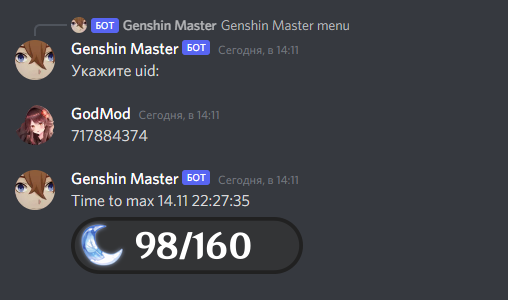 БОТ Genshin Master Genshin Master menu
Genshin Master БОТ Сегодня, в 14:11
Укажите uid:
GodMod Сегодня, в 14:11
717884374
Genshin Master БОТ Сегодня, в 14:11
Time to max 14.11 22:27:35
98/160